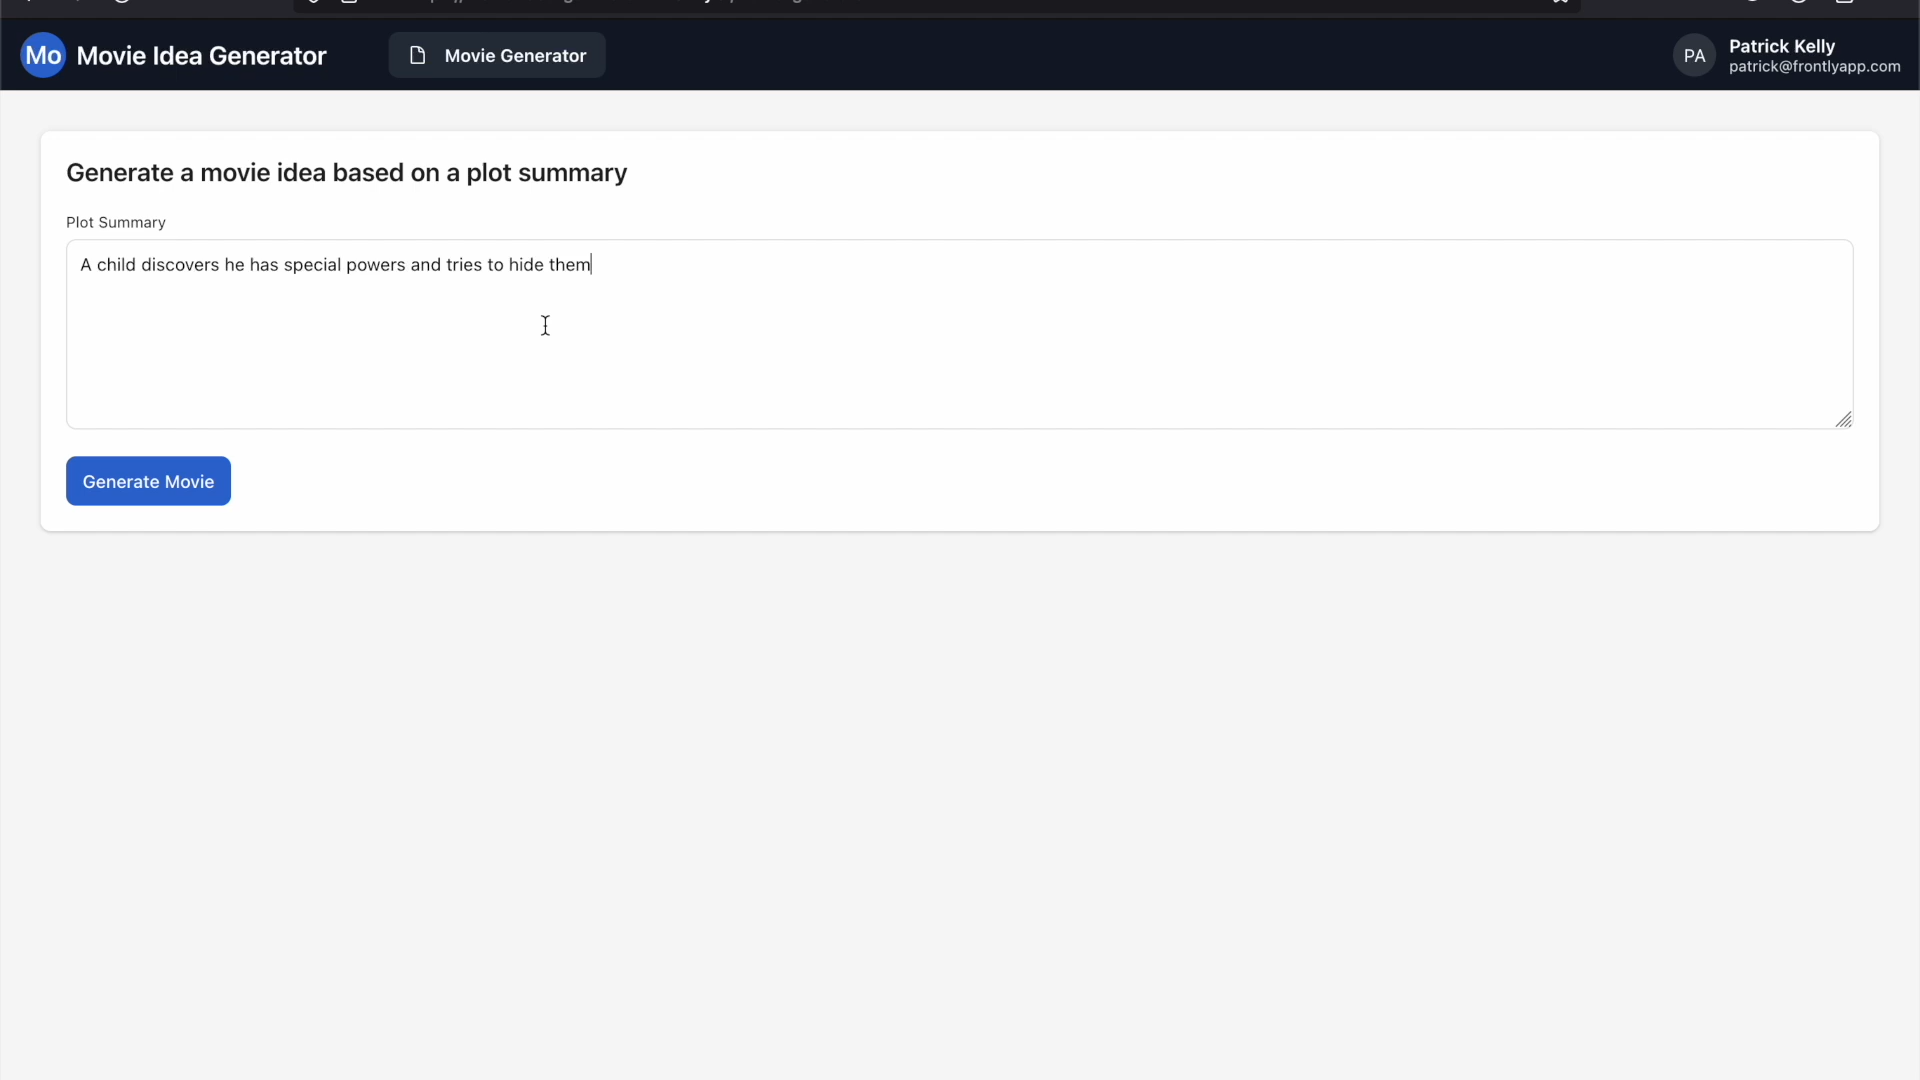 Mo Movie Idea Generator
Movie Generator
PA
Patrick Kelly
patrick@frontlyapp.com
Generate a movie idea based on a plot summary
Plot Summary
A child discovers he has special powers and tries to hide them
Generate Movie